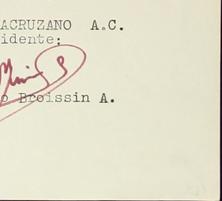 ACRUZANO A.C.
idente:
o Broissin A.